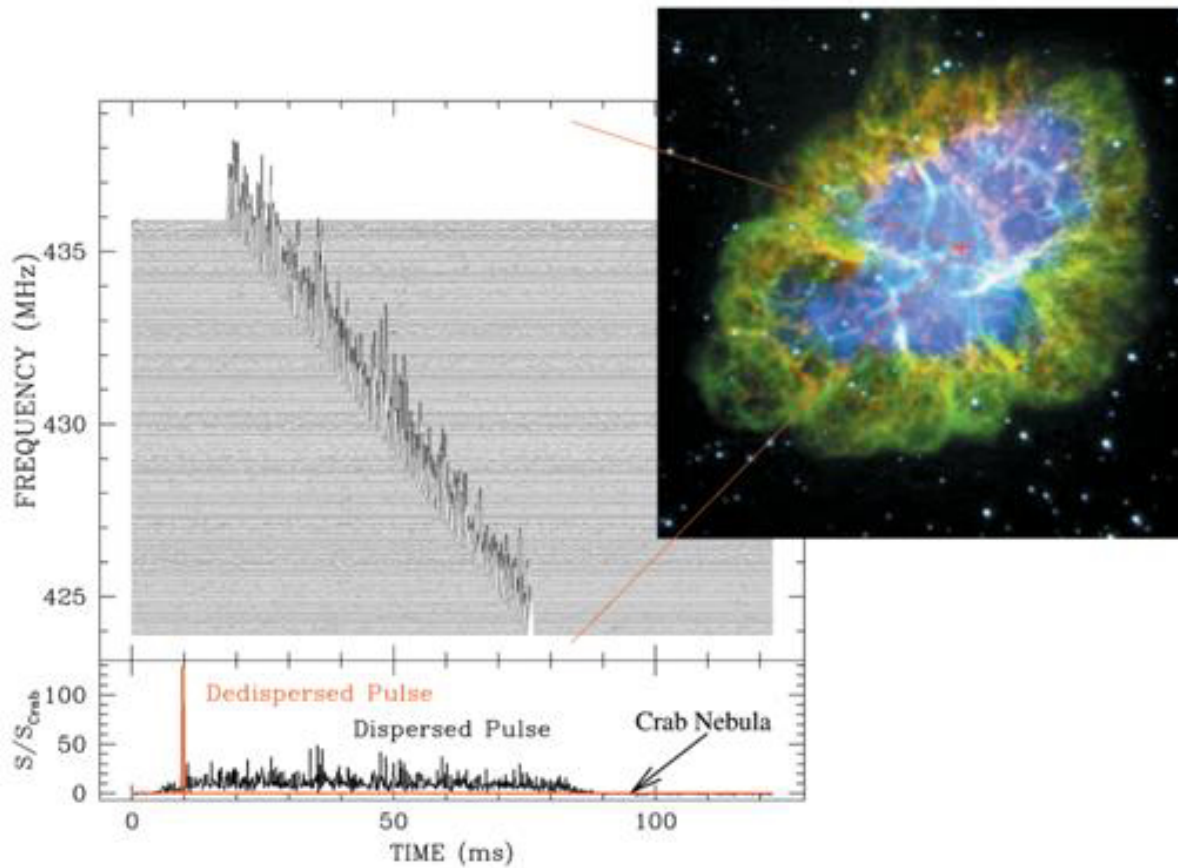 FREQUENCY (MHz)
435
430
425
S/S_Crab
100
50
0
Dedispersed Pulse
Dispersed Pulse
Crab Nebula
0
50
100
TIME (ms)